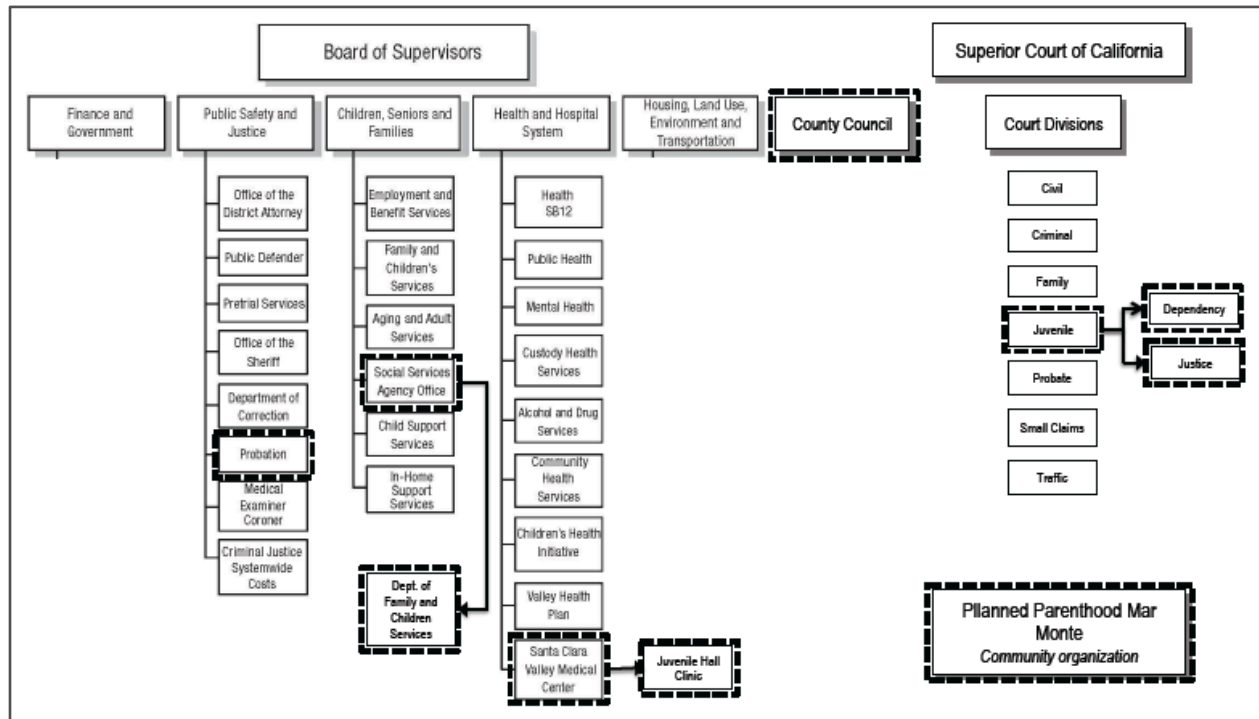 Board of Supervisors
Superior Court of California
Finance and
Government
Public Safety and
Justice
Children, Seniors and
Families
Health and Hospital
System
Housing, Land Use,
Environment and
Transportation
County Council
Court Divisions
Office of the
District Attorney
Public Defender
Pretrial Services
Office of the
Sheriff
Department of
Correction
Probation
Medical
Examiner
Coroner
Criminal Justice
Systemwide
Costs
Employment and
Benefit Services
Family and
Children's
Services
Aging and Adult
Services
Social Services
Agency Office
Child Support
Services
In-Home
Support
Services
Dept. of
Family and
Children
Services
Health
SB12
Public Health
Mental Health
Custody Health
Services
Alcohol and Drug
Services
Community
Health
Services
Children's Health
Initiative
Valley Health
Plan
Santa Clara
Valley Medical
Center
Juvenile Hall
Clinic
Civil
Criminal
Family
Juvenile
Probate
Small Claims
Traffic
Dependency
Justice
Pllanned Parenthood Mar
Monte
Community organization